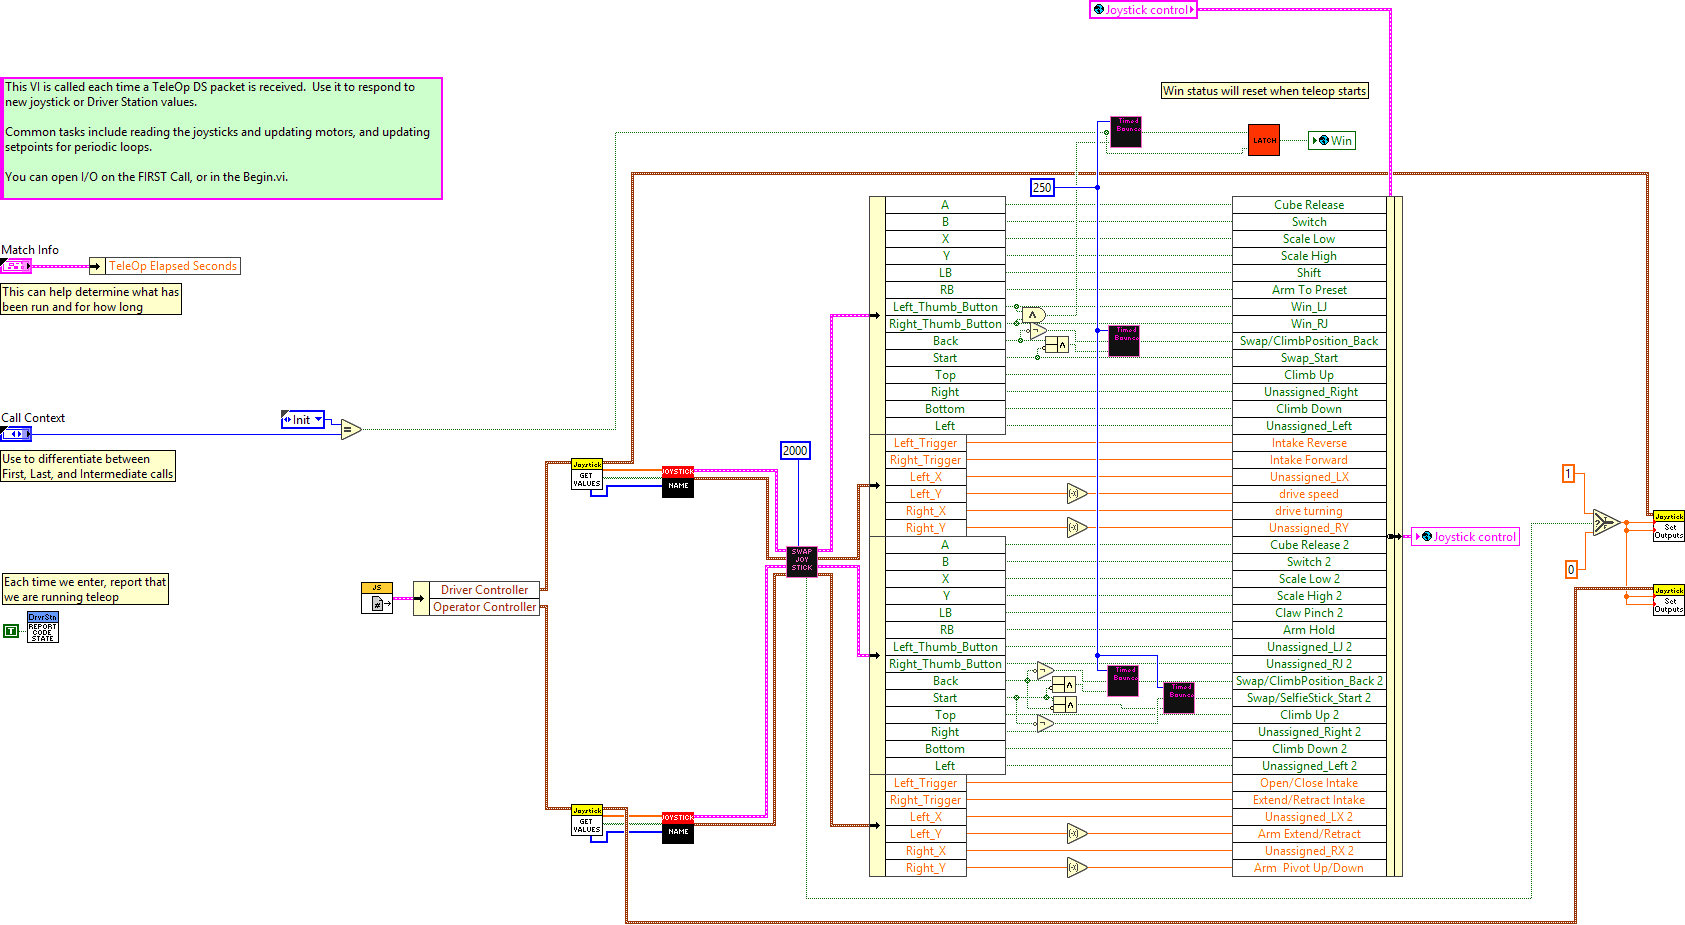 Joystick control
This VI is called each time a TeleOp DS packet is received.  Use it to respond to
new joystick or Driver Station values.
Common tasks include reading the joysticks and updating motors, and updating
setpoints for periodic loops.
You can open I/O on the FIRST Call, or in the Begin.vi.
Win status will reset when teleop starts
Timed
Bounce
LATCH
Win
250
Match Info
TeleOp Elapsed Seconds
This can help determine what has
been run and for how long
Call Context
Init
=
Use to differentiate between
First, Last, and Intermediate calls
Each time we enter, report that
we are running teleop
T
DrvrStn
REPORT
CODE
STATE
JS
#
Driver Controller
Operator Controller
Joystick
GET
VALUES
JOYSTICK
NAME
Joystick
GET
VALUES
JOYSTICK
NAME
2000
SWAP
JOY
STICK
A
B
X
Y
LB
RB
Left_Thumb_Button
Right_Thumb_Button
Back
Start
Top
Right
Bottom
Left
Left_Trigger
Right_Trigger
Left_X
Left_Y
Right_X
Right_Y
A
B
X
Y
LB
RB
Left_Thumb_Button
Right_Thumb_Button
Back
Start
Top
Right
Bottom
Left
Left_Trigger
Right_Trigger
Left_X
Left_Y
Right_X
Right_Y
Timed
Bounce
Timed
Bounce
Timed
Bounce
Cube Release
Switch
Scale Low
Scale High
Shift
Arm To Preset
Win_LJ
Win_RJ
Swap/ClimbPosition_Back
Swap_Start
Climb Up
Unassigned_Right
Climb Down
Unassigned_Left
Intake Reverse
Intake Forward
Unassigned_LX
drive speed
drive turning
Unassigned_RY
Cube Release 2
Switch 2
Scale Low 2
Scale High 2
Claw Pinch 2
Arm Hold
Unassigned_LJ 2
Unassigned_RJ 2
Swap/ClimbPosition_Back 2
Swap/SelfieStick_Start 2
Climb Up 2
Unassigned_Right 2
Climb Down 2
Unassigned_Left 2
Open/Close Intake
Extend/Retract Intake
Unassigned_LX 2
Arm Extend/Retract
Unassigned_RX 2
Arm  Pivot Up/Down
Joystick control
1
0
Joystick
Set
Outputs
Joystick
Set
Outputs